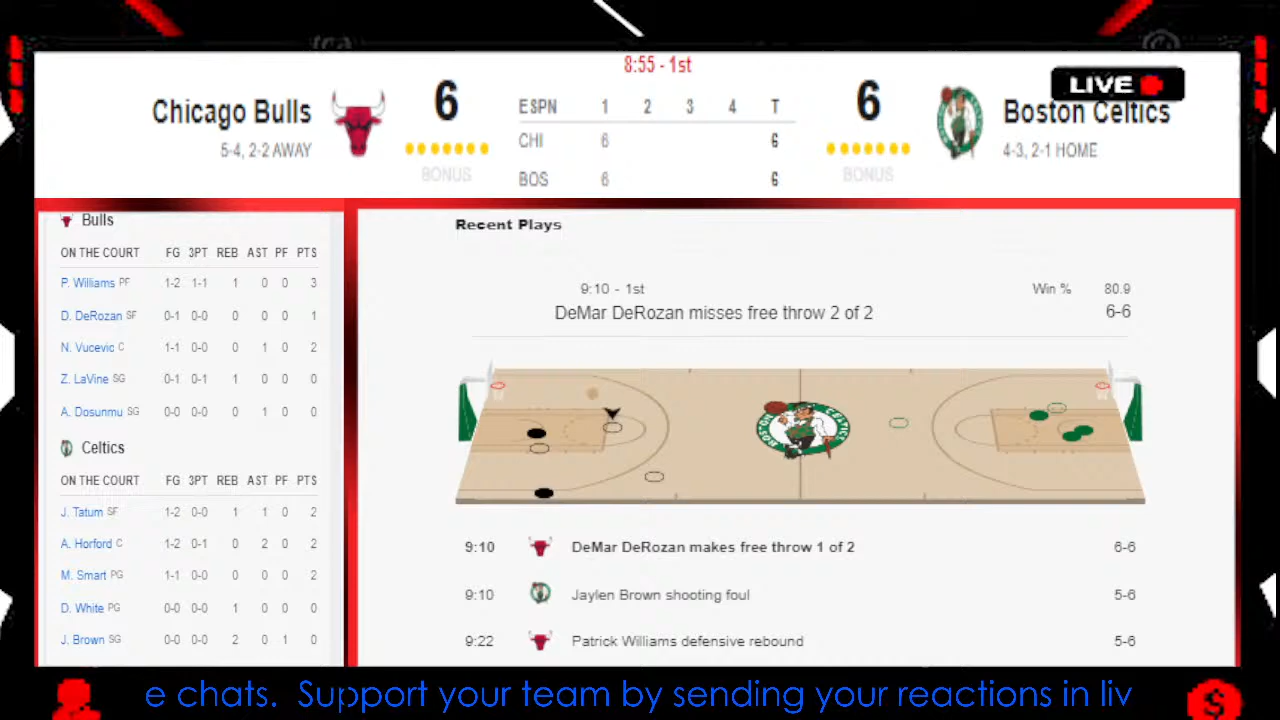 8:55 - 1st
LIVE
Chicago Bulls
5-4, 2-2 AWAY
6
BONUS
ESPN 1 2 3 4 T
CHI 6 6
BOS 6 6
6
BONUS
Boston Celtics
4-3, 2-1 HOME
Bulls
ON THE COURT FG 3PT REB AST PF PTS
P. Williams PF 1-2 1-1 1 0 0 3
D. DeRozan SF 0-1 0-0 0 0 0 1
N. Vucevic C 1-1 0-0 0 1 0 2
Z. LaVine SG 0-1 0-1 1 0 0 0
A. Dosunmu SG 0-0 0-0 0 1 0 0
Celtics
ON THE COURT FG 3PT REB AST PF PTS
J. Tatum SF 1-2 0-0 1 1 0 2
A. Horford C 1-2 0-1 0 2 0 2
M. Smart PG 1-1 0-0 0 0 0 2
D. White PG 0-0 0-0 1 0 0 0
J. Brown SG 0-0 0-0 2 0 1 0
Recent Plays
9:10 - 1st Win % 80.9
DeMar DeRozan misses free throw 2 of 2 6-6
BOSTON CELTICS
9:10 DeMar DeRozan makes free throw 1 of 2 6-6
9:10 Jaylen Brown shooting foul 5-6
9:22 Patrick Williams defensive rebound 5-6
e chats. Support your team by sending your reactions in liv
$